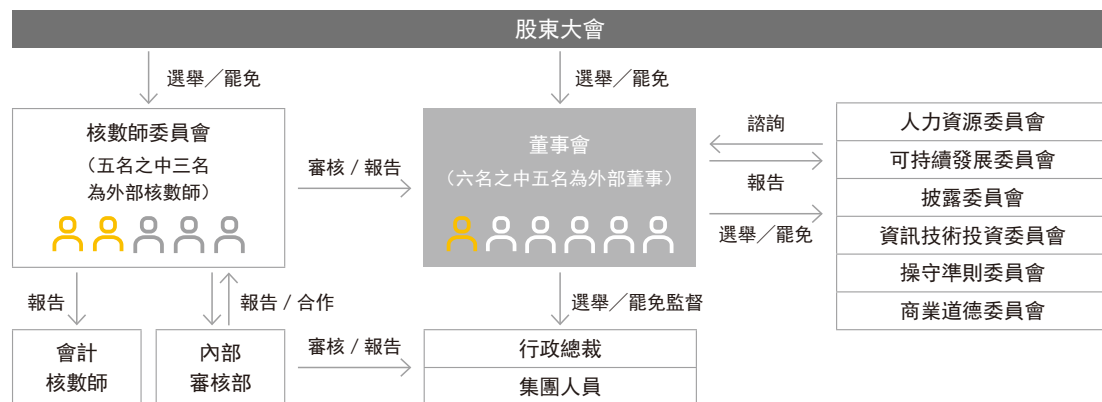 股東大會
選舉／罷免
選舉／罷免
核數師委員會
（五名之中三名
為外部核數師）
審核 / 報告
董事會
（六名之中五名為外部董事）
諮詢
報告
選舉／罷免
人力資源委員會
可持續發展委員會
披露委員會
資訊技術投資委員會
操守準則委員會
商業道德委員會
報告
報告 / 合作
選舉／罷免監督
會計
核數師
內部
審核部
審核 / 報告
行政總裁
集團人員